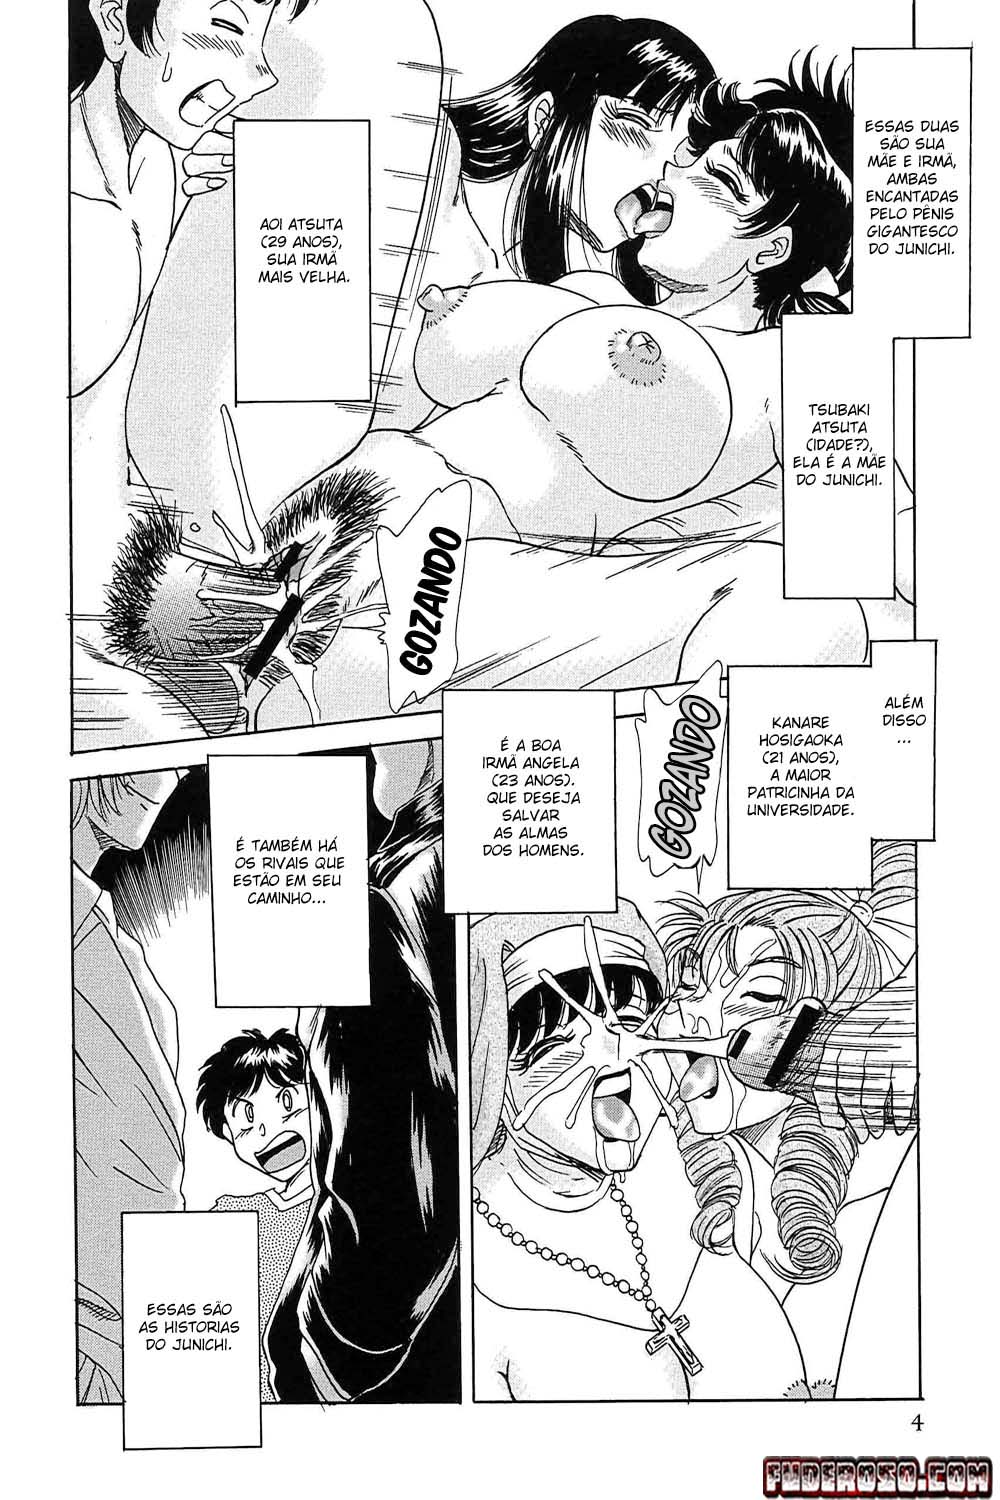 ESSAS DUAS
SÃO SUA
MÃE E IRMÃ,
AMBAS
ENCANTADAS
PELO PÊNIS
GIGANTESCO
DO JUNICHI.
TSUBAKI
ATSUTA
(IDADE?),
ELA É A MÃE
DO JUNICHI.
AOI ATSUTA
(29 ANOS),
SUA IRMÃ
MAIS VELHA.
GOZANDO
ALÉM
DISSO
...
KANARE
HOSIGAOKA
(21 ANOS),
A MAIOR
PATRICINHA DA
UNIVERSIDADE.
GOZANDO
É A BOA
IRMÃ ANGELA
(23 ANOS).
QUE DESEJA
SALVAR
AS ALMAS
DOS HOMENS.
É TAMBÉM HÁ
OS RIVAIS QUE
ESTÃO EM SEU
CAMINHO...
ESSAS SÃO
AS HISTORIAS
DO JUNICHI.
4
FUDEROSO.COM